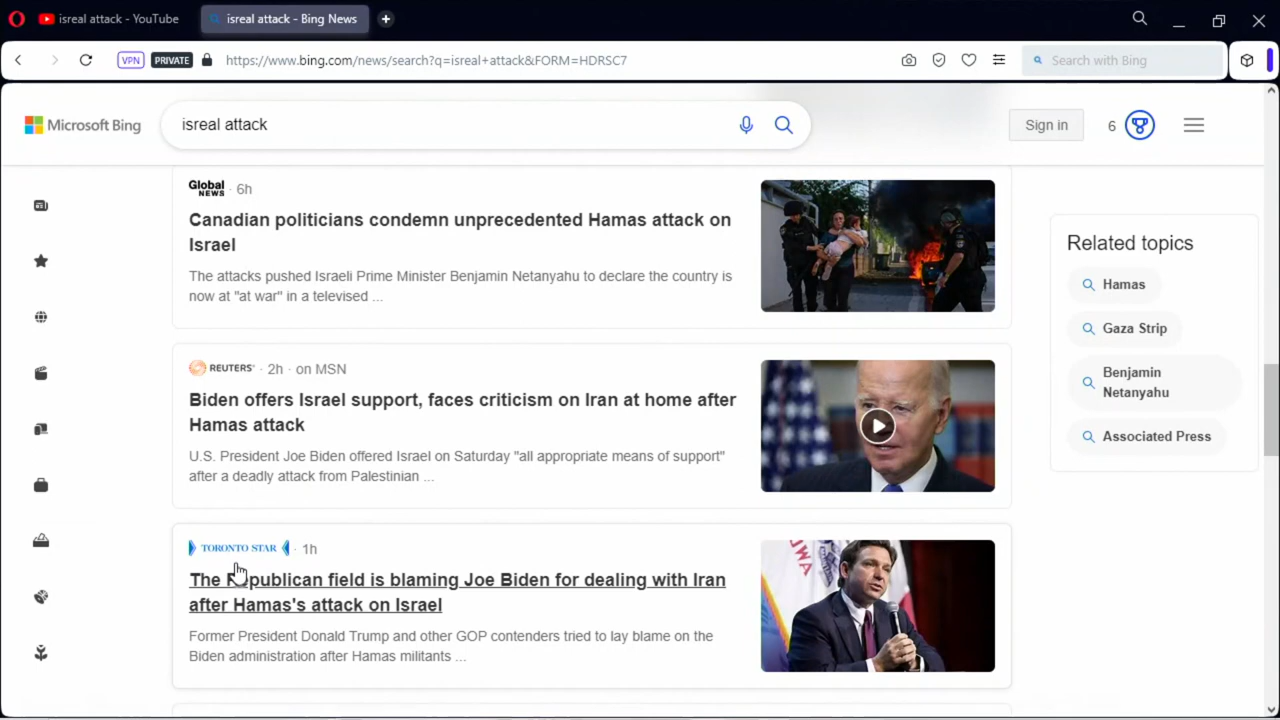 isreal attack - YouTube
isreal attack - Bing News
VPN
PRIVATE
https://www.bing.com/news/search?q=isreal+attack&FORM=HDRSC7
Search with Bing
Microsoft Bing
isreal attack
Sign in
6
Global NEWS · 6h
Canadian politicians condemn unprecedented Hamas attack on
Israel
The attacks pushed Israeli Prime Minister Benjamin Netanyahu to declare the country is
now at "at war" in a televised ...
REUTERS · 2h · on MSN
Biden offers Israel support, faces criticism on Iran at home after
Hamas attack
U.S. President Joe Biden offered Israel on Saturday "all appropriate means of support"
after a deadly attack from Palestinian ...
TORONTO STAR · 1h
The Republican field is blaming Joe Biden for dealing with Iran
after Hamas's attack on Israel
Former President Donald Trump and other GOP contenders tried to lay blame on the
Biden administration after Hamas militants ...
Related topics
Hamas
Gaza Strip
Benjamin
Netanyahu
Associated Press